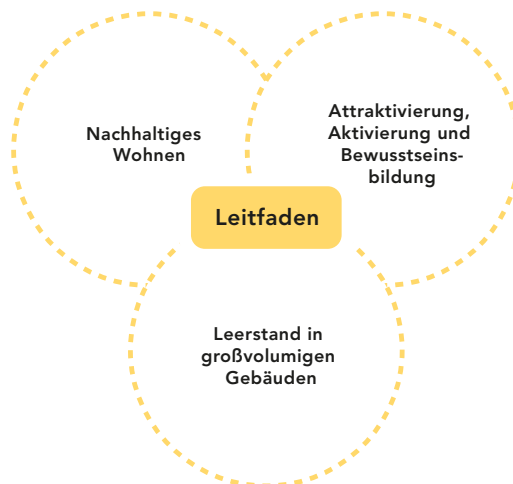 Nachhaltiges
Wohnen
Attraktivierung,
Aktivierung und
Bewusstseins-
bildung
Leitfaden
Leerstand in
großvolumigen
Gebäuden